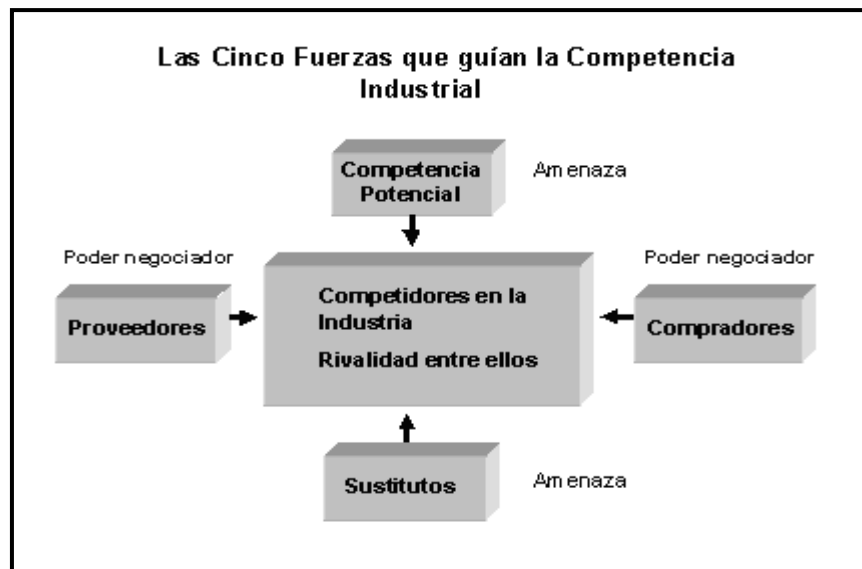 Las Cinco Fuerzas que guían la Competencia
Industrial
Competencia
Potencial
Amenaza
Poder negociador
Poder negociador
Proveedores
Competidores en la
Industria
Rivalidad entre ellos
Compradores
Sustitutos
Amenaza